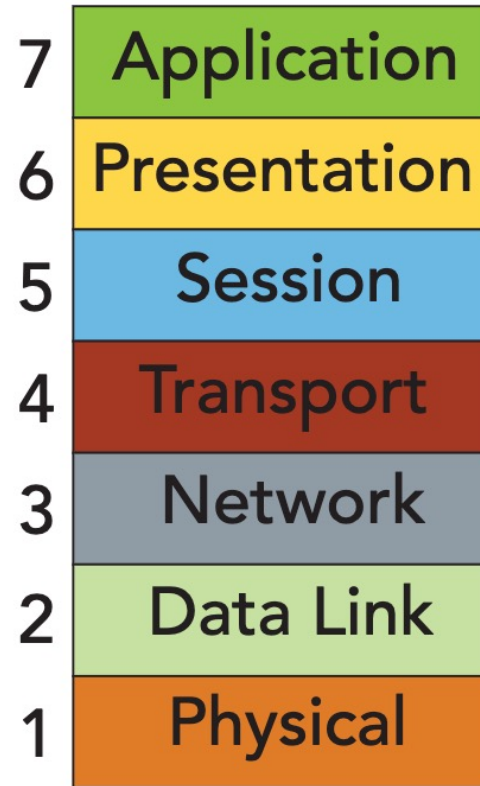 7 Application
6 Presentation
5 Session
4 Transport
3 Network
2 Data Link
1 Physical